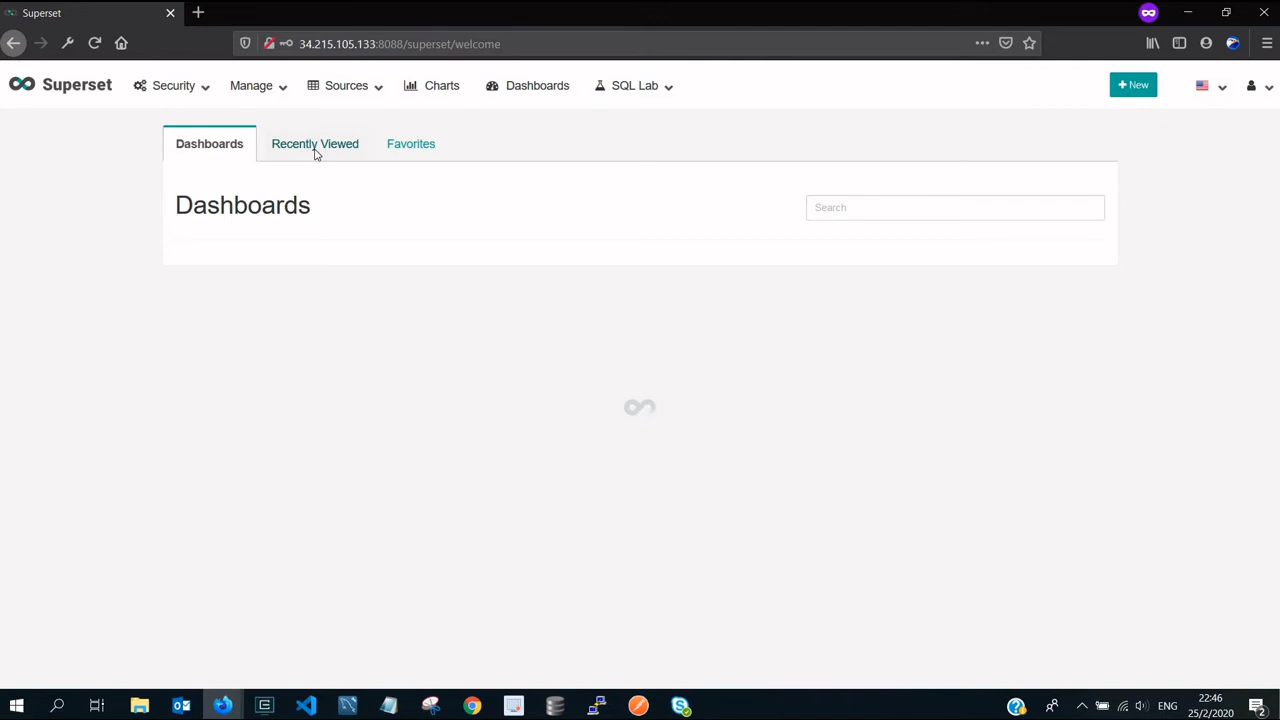 Superset
34.215.105.133:8088/superset/welcome
Superset Security Manage Sources Charts Dashboards SQL Lab + New
Dashboards Recently Viewed Favorites
Dashboards
Search
22:46
ENG
25/2/2020
2